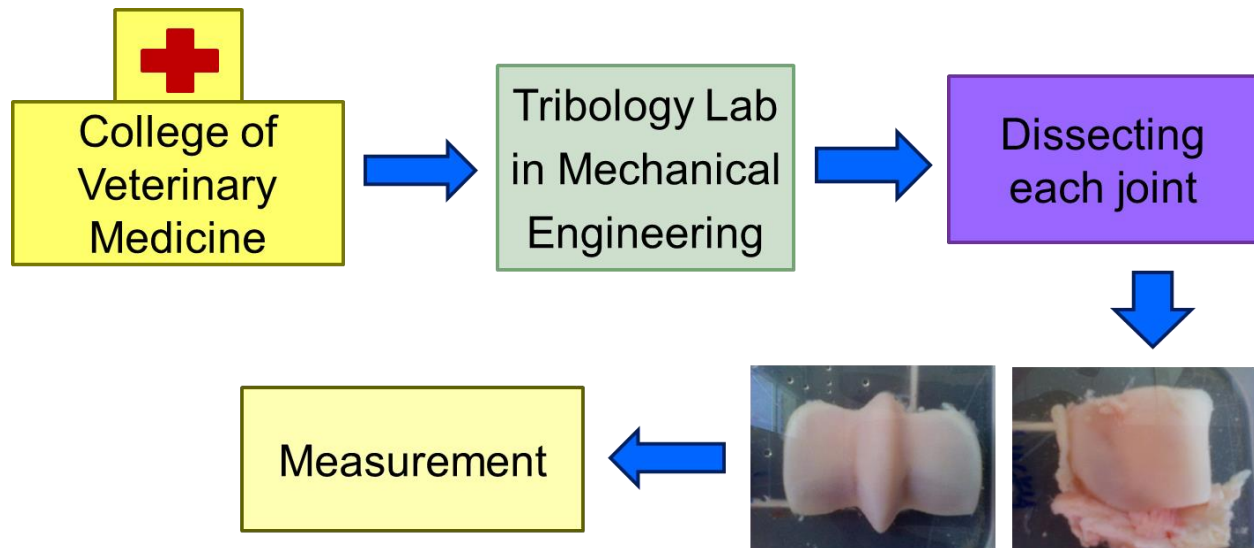 College of
Veterinary
Medicine
Tribology Lab
in Mechanical
Engineering
Dissecting
each joint
Measurement